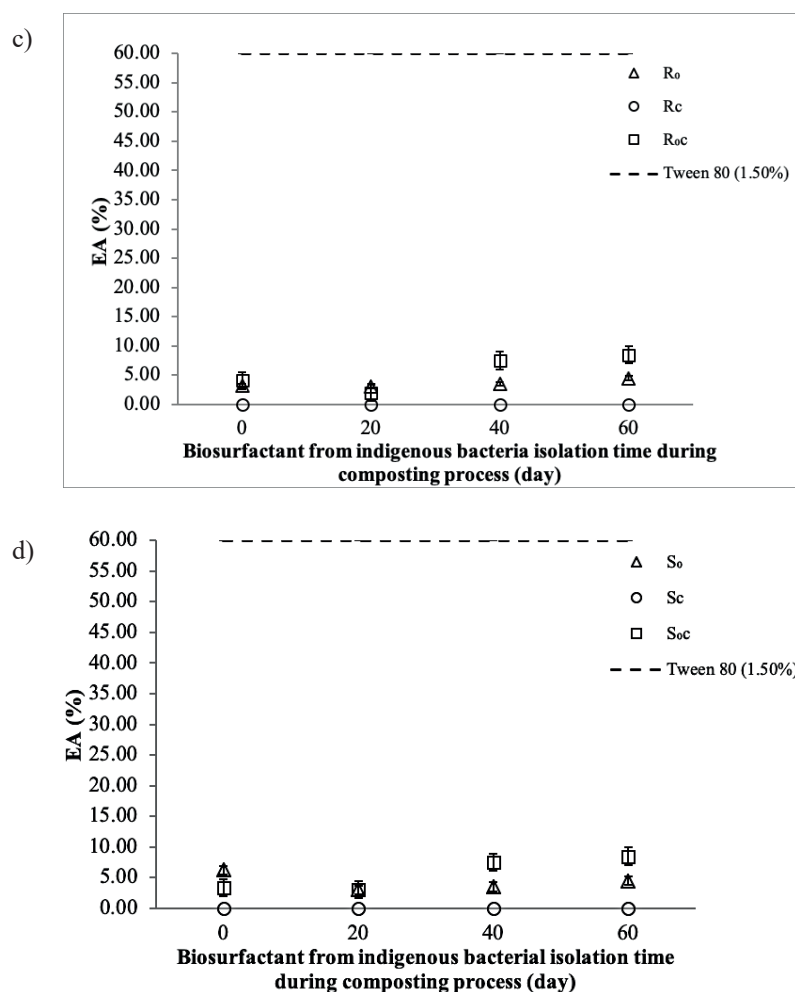 c)
60.00
55.00
50.00
45.00
40.00
35.00
30.00
25.00
20.00
15.00
10.00
5.00
0.00
EA (%)
R₀
Rc
R₀c
Tween 80 (1.50%)
0 20 40 60
Biosurfactant from indigenous bacteria isolation time during
composting process (day)
d)
60.00
55.00
50.00
45.00
40.00
35.00
30.00
25.00
20.00
15.00
10.00
5.00
0.00
EA (%)
S₀
Sc
S₀c
Tween 80 (1.50%)
0 20 40 60
Biosurfactant from indigenous bacterial isolation time
during composting process (day)